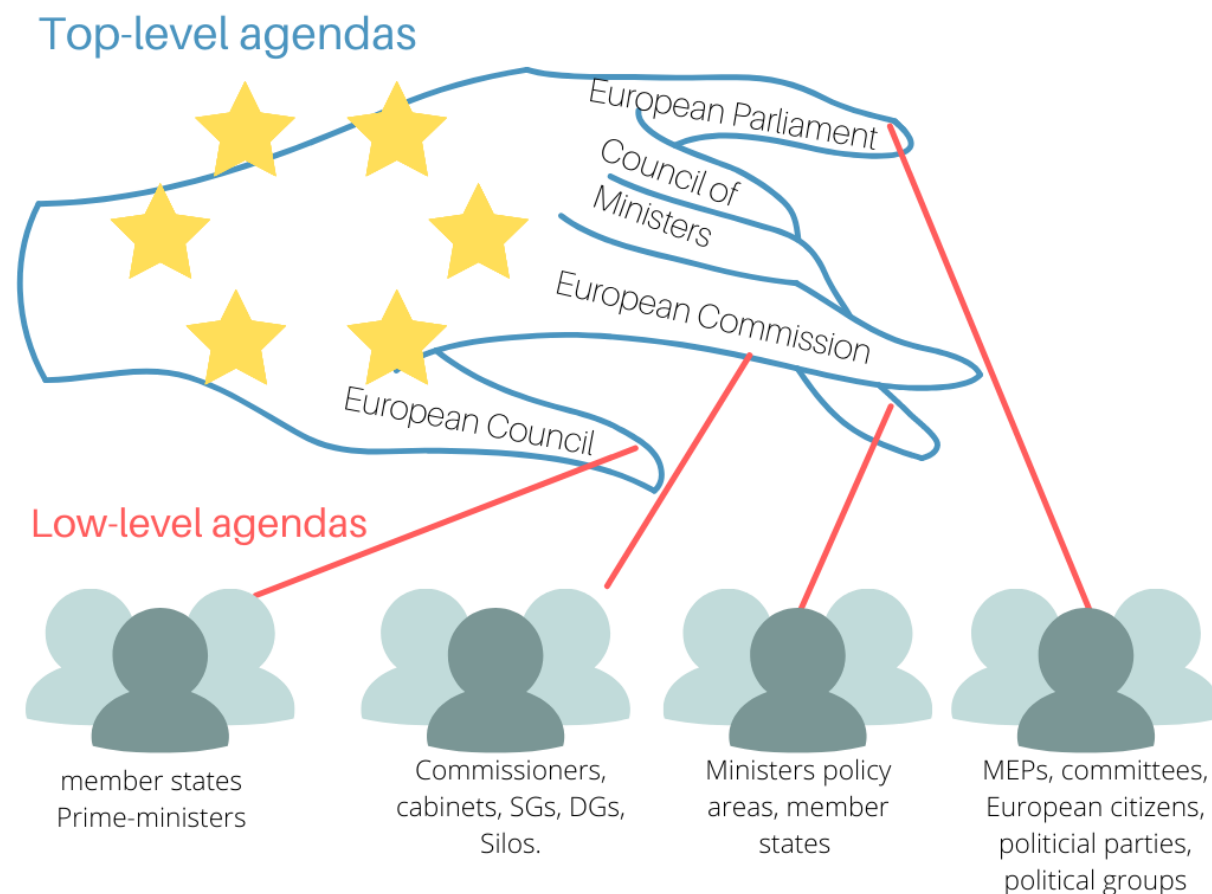 Top-level agendas
European Parliament
Council of
Ministers
European Commission
European Council
Low-level agendas
member states
Prime-ministers
Commissioners,
cabinets, SGs, DGs,
Silos.
Ministers policy
areas, member
states
MEPs, committees,
European citizens,
politicial parties,
political groups